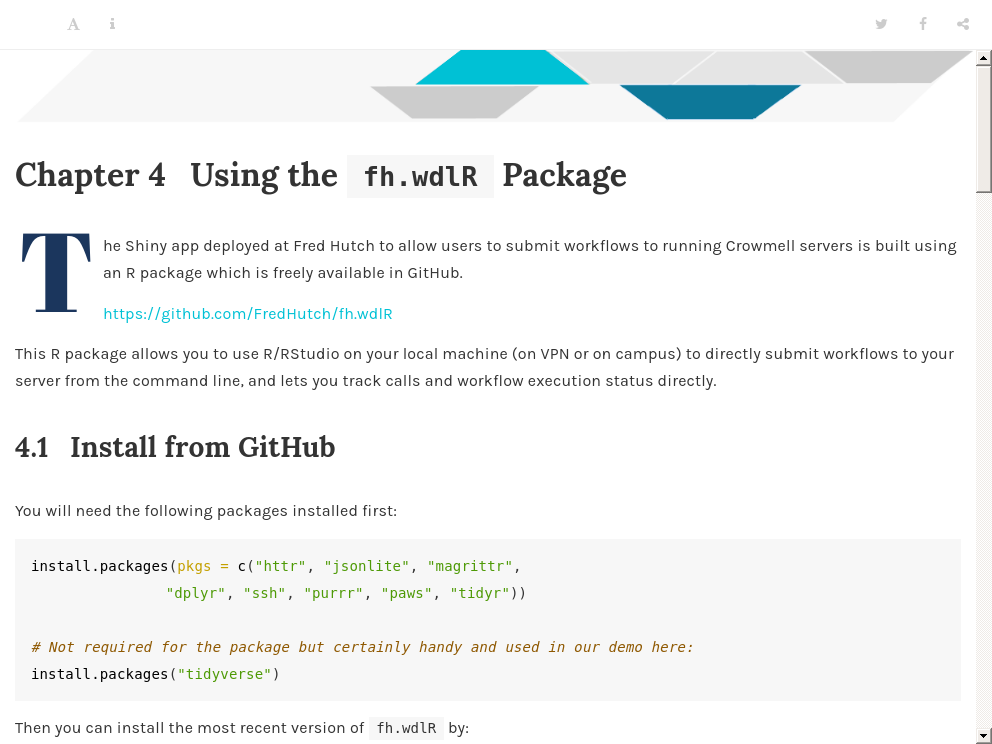 Chapter 4 Using the fh.wdlR Package
The Shiny app deployed at Fred Hutch to allow users to submit workflows to running Crowmell servers is built using
an R package which is freely available in GitHub.
https://github.com/FredHutch/fh.wdlR
This R package allows you to use R/RStudio on your local machine (on VPN or on campus) to directly submit workflows to your
server from the command line, and lets you track calls and workflow execution status directly.
4.1 Install from GitHub
You will need the following packages installed first:
install.packages(pkgs = c("httr", "jsonlite", "magrittr",
"dplyr", "ssh", "purrr", "paws", "tidyr"))
# Not required for the package but certainly handy and used in our demo here:
install.packages("tidyverse")
Then you can install the most recent version of fh.wdlR by: